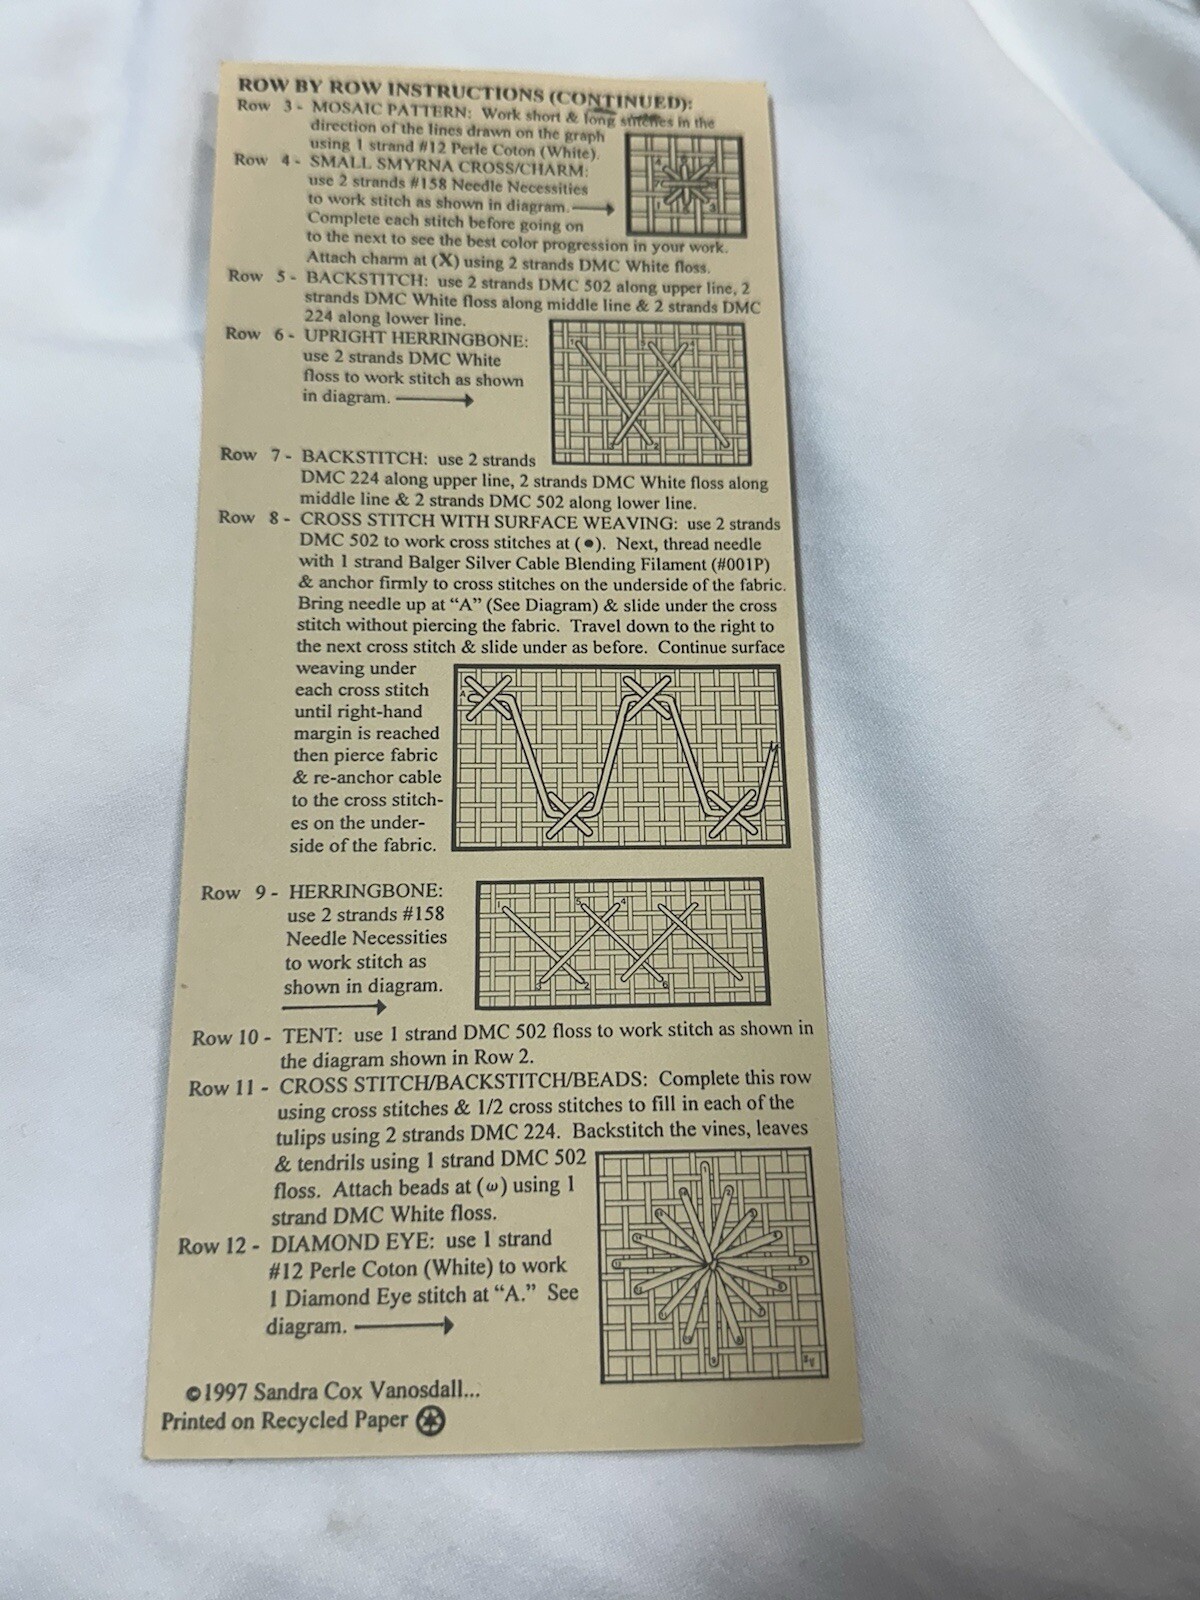 ROW BY ROW INSTRUCTIONS (CONTINUED):
Row 3 - MOSAIC PATTERN: Work short & long stitches in the
direction of the lines drawn on the graph
using 1 strand #12 Perle Coton (White).
Row 4 - SMALL SMYRNA CROSS/CHARM:
use 2 strands #158 Needle Necessities
to work stitch as shown in diagram.
Complete each stitch before going on
to the next to see the best color progression in your work.
Attach charm at (X) using 2 strands DMC White floss.
Row 5 - BACKSTITCH: use 2 strands DMC 502 along upper line, 2
strands DMC White floss along middle line & 2 strands DMC
224 along lower line.
Row 6 - UPRIGHT HERRINGBONE:
use 2 strands DMC White
floss to work stitch as shown
in diagram.
Row 7 - BACKSTITCH: use 2 strands
DMC 224 along upper line, 2 strands DMC White floss along
middle line & 2 strands DMC 502 along lower line.
Row 8 - CROSS STITCH WITH SURFACE WEAVING: use 2 strands
DMC 502 to work cross stitches at (●). Next, thread needle
with 1 strand Balger Silver Cable Blending Filament (#001P)
& anchor firmly to cross stitches on the underside of the fabric.
Bring needle up at “A” (See Diagram) & slide under the cross
stitch without piercing the fabric. Travel down to the right to
the next cross stitch & slide under as before. Continue surface
weaving under
each cross stitch
until right-hand
margin is reached
then pierce fabric
& re-anchor cable
to the cross stitch-
es on the under-
side of the fabric.
A
Row 9 - HERRINGBONE:
use 2 strands #158
Needle Necessities
to work stitch as
shown in diagram.
1 5 4
3 2 6
Row 10 - TENT: use 1 strand DMC 502 floss to work stitch as shown in
the diagram shown in Row 2.
Row 11 - CROSS STITCH/BACKSTITCH/BEADS: Complete this row
using cross stitches & 1/2 cross stitches to fill in each of the
tulips using 2 strands DMC 224. Backstitch the vines, leaves
& tendrils using 1 strand DMC 502
floss. Attach beads at (ω) using 1
strand DMC White floss.
Row 12 - DIAMOND EYE: use 1 strand
#12 Perle Coton (White) to work
1 Diamond Eye stitch at “A.” See
diagram.
©1997 Sandra Cox Vanosdall...
Printed on Recycled Paper